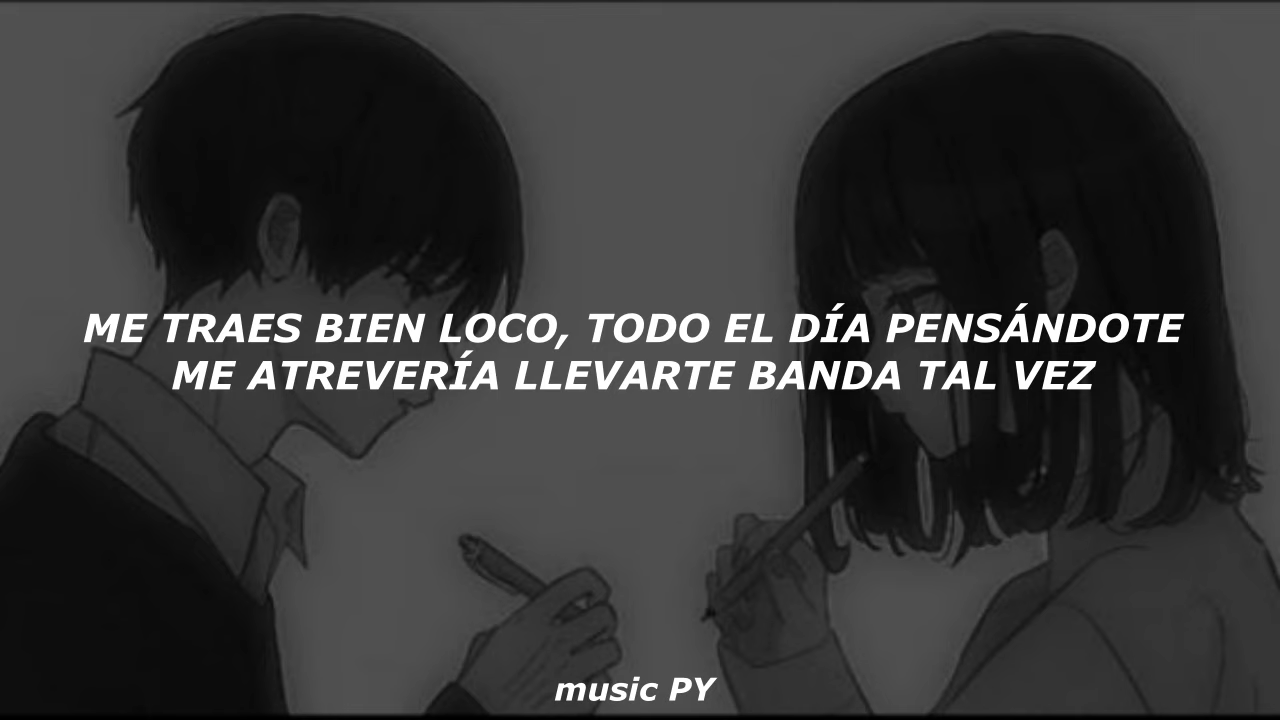 ME TRAES BIEN LOCO, TODO EL DÍA PENSÁNDOTE
ME ATREVERÍA LLEVARTE BANDA TAL VEZ
music PY